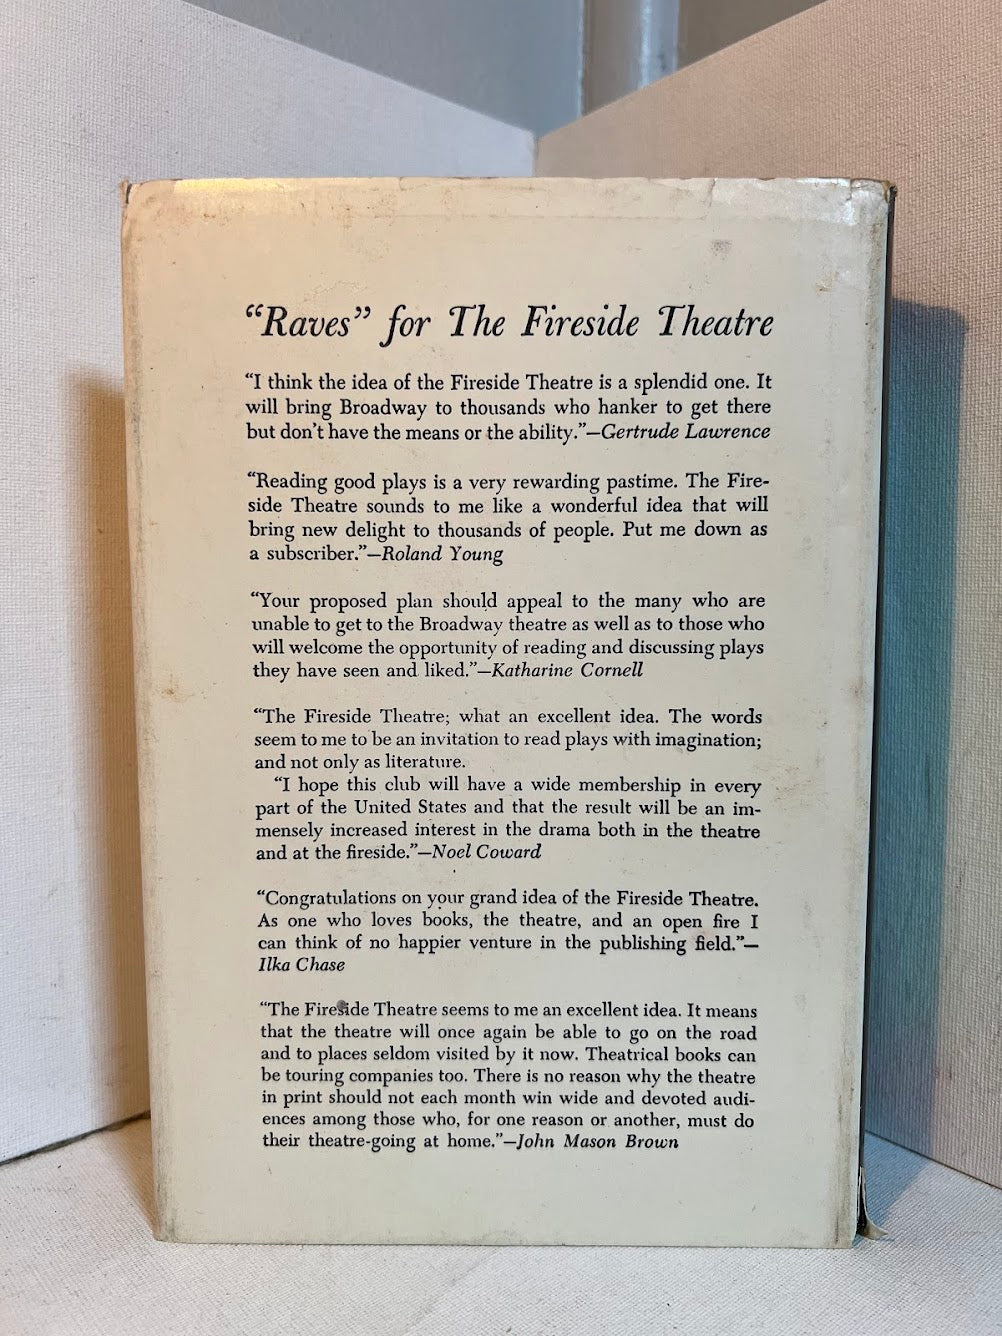 “Raves” for The Fireside Theatre
“I think the idea of the Fireside Theatre is a splendid one. It
will bring Broadway to thousands who hanker to get there
but don’t have the means or the ability.”—Gertrude Lawrence
“Reading good plays is a very rewarding pastime. The Fire-
side Theatre sounds to me like a wonderful idea that will
bring new delight to thousands of people. Put me down as
a subscriber.”—Roland Young
“Your proposed plan should appeal to the many who are
unable to get to the Broadway theatre as well as to those who
will welcome the opportunity of reading and discussing plays
they have seen and liked.”—Katharine Cornell
“The Fireside Theatre; what an excellent idea. The words
seem to me to be an invitation to read plays with imagination;
and not only as literature.
“I hope this club will have a wide membership in every
part of the United States and that the result will be an im-
mensely increased interest in the drama both in the theatre
and at the fireside.”—Noel Coward
“Congratulations on your grand idea of the Fireside Theatre.
As one who loves books, the theatre, and an open fire I
can think of no happier venture in the publishing field.”—
Ilka Chase
“The Fireside Theatre seems to me an excellent idea. It means
that the theatre will once again be able to go on the road
and to places seldom visited by it now. Theatrical books can
be touring companies too. There is no reason why the theatre
in print should not each month win wide and devoted audi-
ences among those who, for one reason or another, must do
their theatre-going at home.”—John Mason Brown